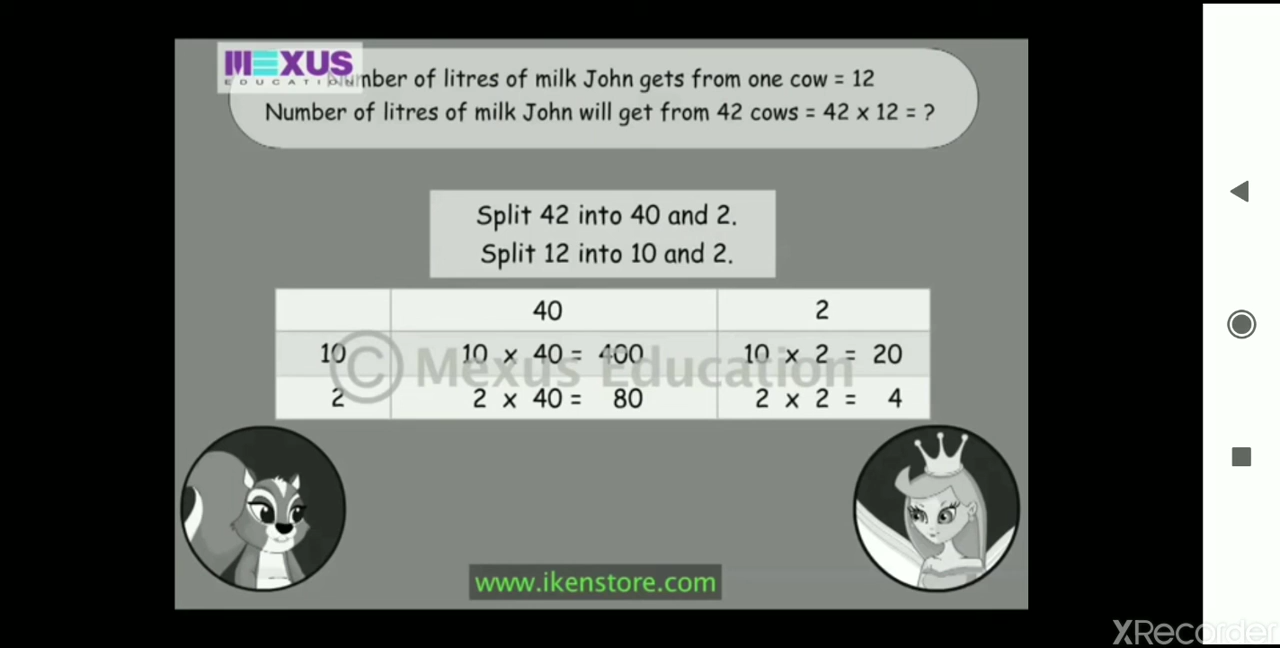 MEXUS
EDUCATION
Number of litres of milk John gets from one cow = 12
Number of litres of milk John will get from 42 cows = 42 x 12 = ?
Split 42 into 40 and 2.
Split 12 into 10 and 2.
40 2
10 10 x 40 = 400 10 x 2 = 20
© Mexus Education
2 2 x 40 = 80 2 x 2 = 4
www.ikenstore.com
XRecorder